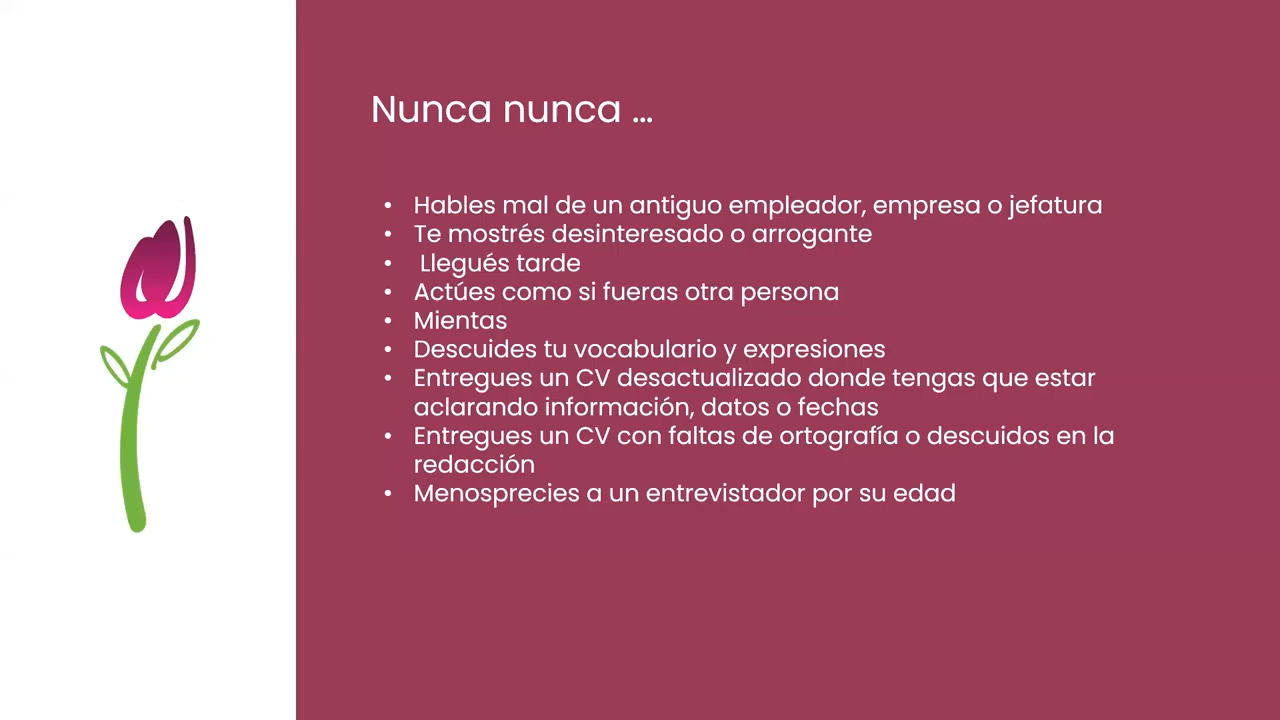 Nunca nunca ...
• Hables mal de un antiguo empleador, empresa o jefatura
• Te mostrés desinteresado o arrogante
• Llegués tarde
• Actúes como si fueras otra persona
• Mientas
• Descuides tu vocabulario y expresiones
• Entregues un CV desactualizado donde tengas que estar
aclarando información, datos o fechas
• Entregues un CV con faltas de ortografía o descuidos en la
redacción
• Menosprecies a un entrevistador por su edad